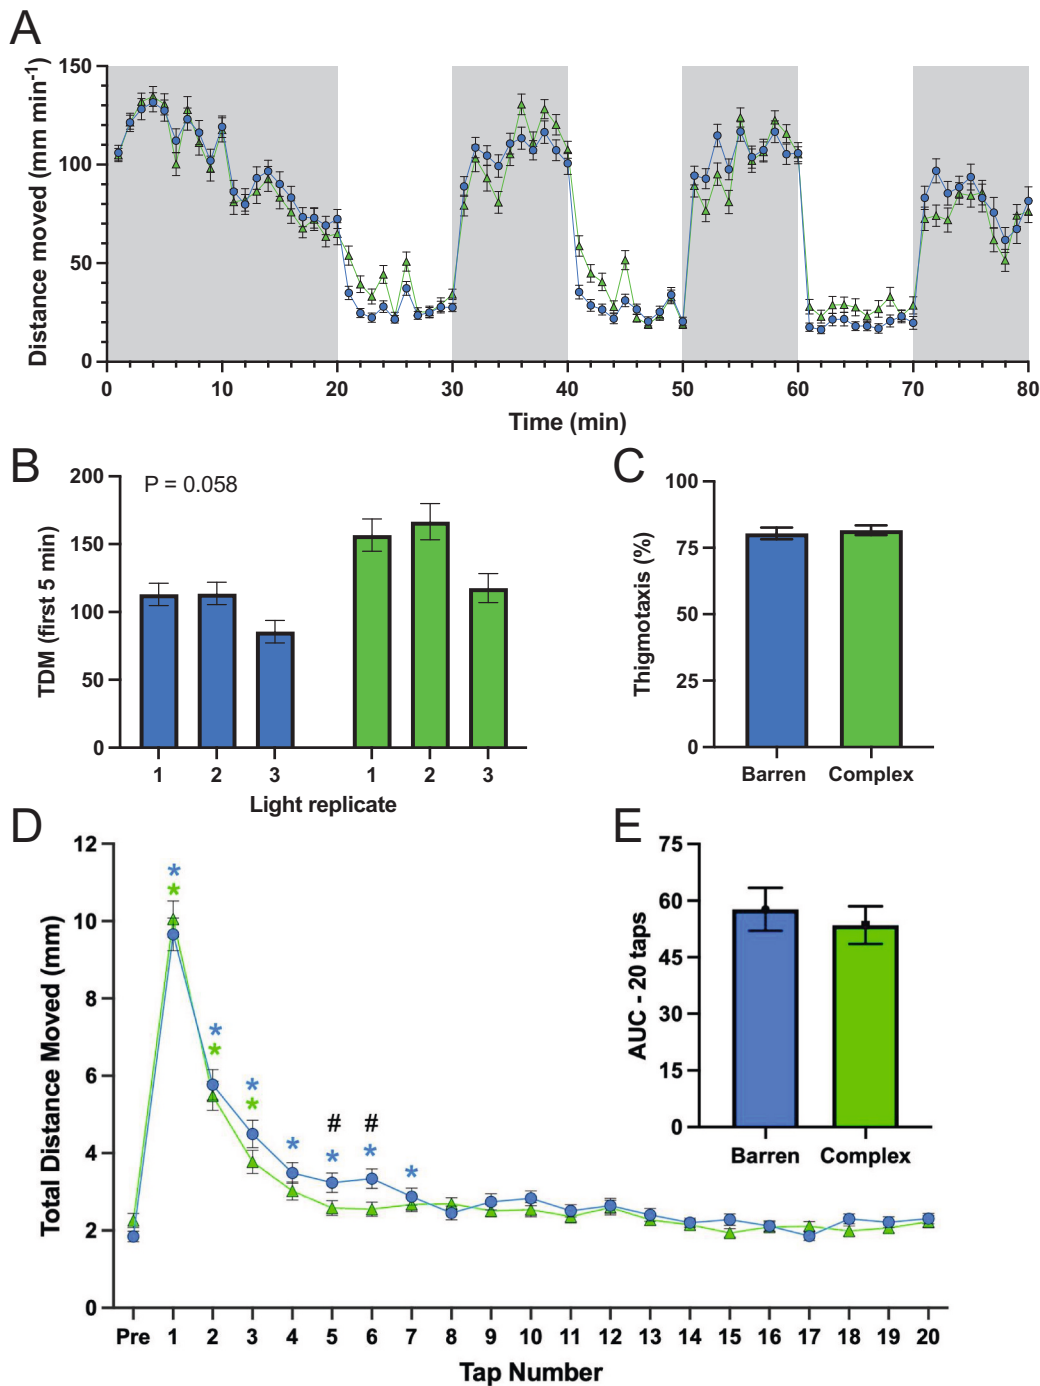 A
Distance moved (mm min-1)
150
100
50
0
0 10 20 30 40 50 60 70 80
Time (min)
B
TDM (first 5 min)
200
150
100
50
0
P = 0.058
1 2 3 1 2 3
Light replicate
C
Thigmotaxis (%)
100
75
50
25
0
Barren Complex
D
Total Distance Moved (mm)
12
10
8
6
4
2
0
* * * * * * *
* * *
# #
Pre 1 2 3 4 5 6 7 8 9 10 11 12 13 14 15 16 17 18 19 20
Tap Number
E
AUC - 20 taps
75
60
45
30
15
0
Barren Complex